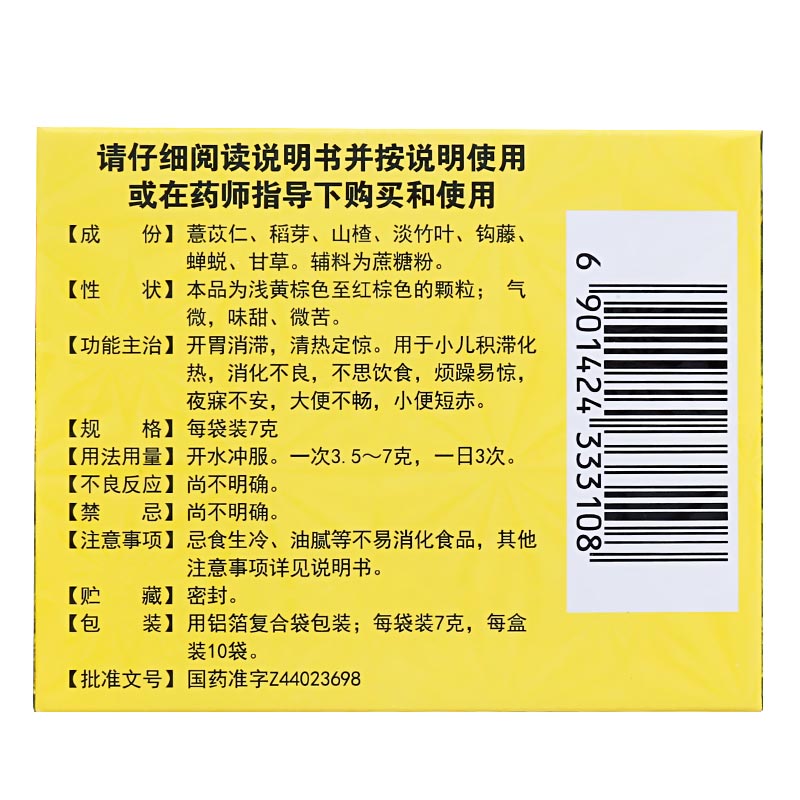 请仔细阅读说明书并按说明使用
或在药师指导下购买和使用
【成　份】薏苡仁、稻芽、山楂、淡竹叶、钩藤、
蝉蜕、甘草。辅料为蔗糖粉。
【性　状】本品为浅黄棕色至红棕色的颗粒； 气
微，味甜、微苦。
【功能主治】开胃消滞，清热定惊。用于小儿积滞化
热，消化不良，不思饮食，烦躁易惊，
夜寐不安，大便不畅，小便短赤。
【规　格】每袋装7克
【用法用量】开水冲服。一次3.5～7克，一日3次。
【不良反应】尚不明确。
【禁　忌】尚不明确。
【注意事项】忌食生冷、油腻等不易消化食品，其他
注意事项详见说明书。
【贮　藏】密封。
【包　装】用铝箔复合袋包装；每袋装7克，每盒
装10袋。
【批准文号】国药准字Z44023698
6 901424 333108